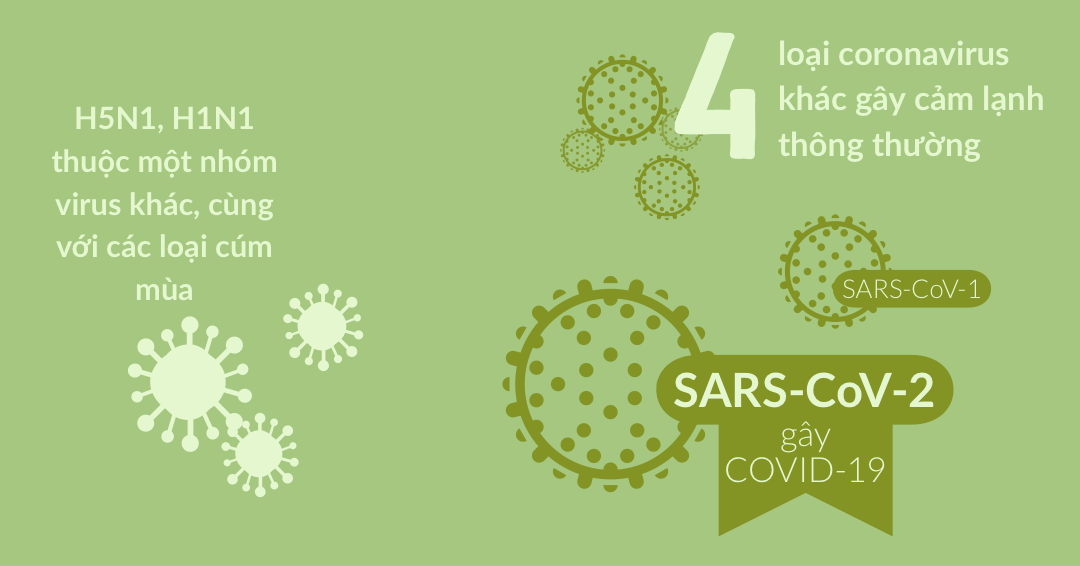 H5N1, H1N1
thuộc một nhóm
virus khác, cùng
với các loại cúm
mùa
4
loại coronavirus
khác gây cảm lạnh
thông thường
SARS-CoV-1
SARS-CoV-2
gây
COVID-19